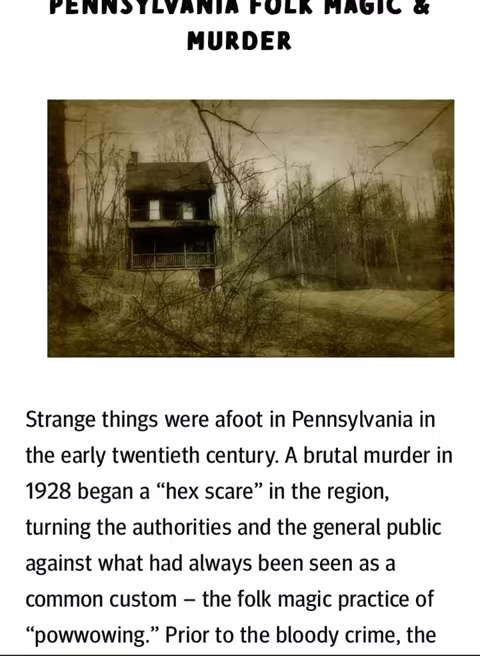 PENNSYLVANIA FOLK MAGIC &
MURDER
Strange things were afoot in Pennsylvania in
the early twentieth century. A brutal murder in
1928 began a “hex scare” in the region,
turning the authorities and the general public
against what had always been seen as a
common custom – the folk magic practice of
“powwowing.” Prior to the bloody crime, the